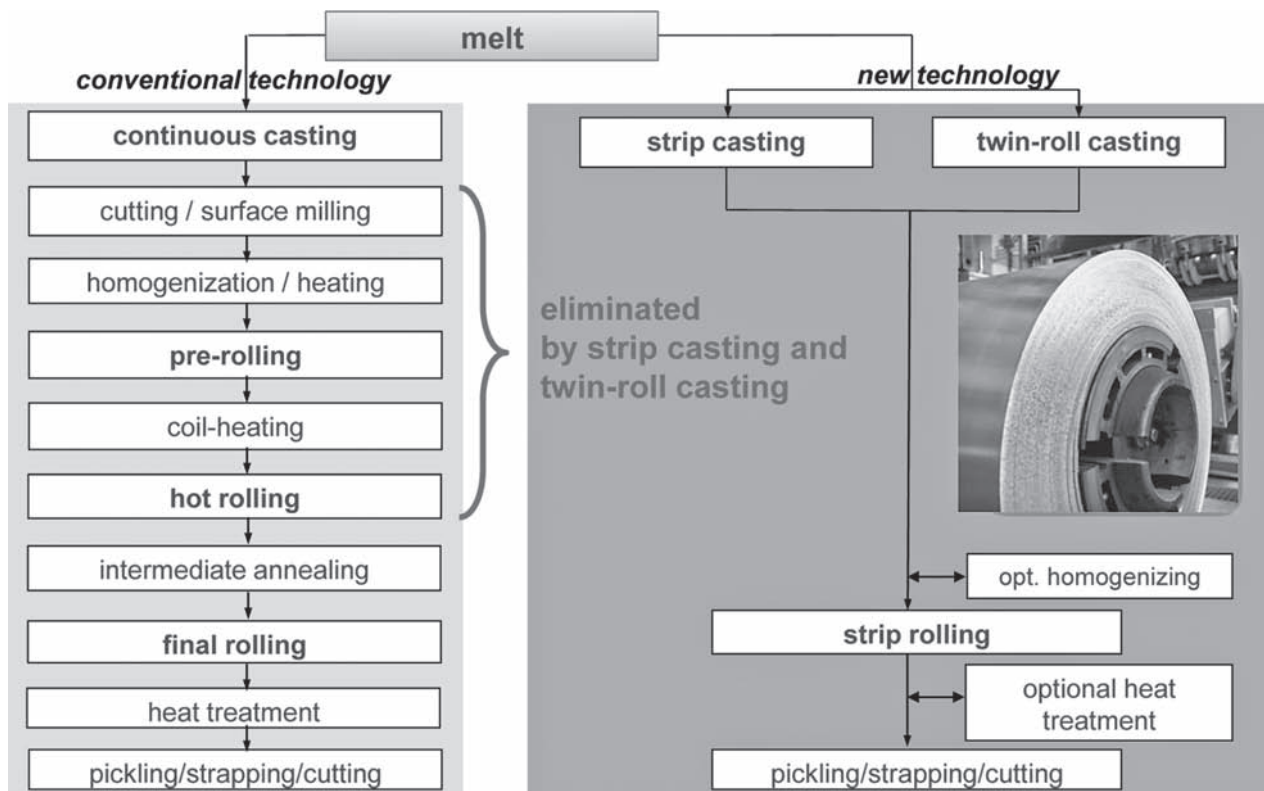 melt
conventional technology
new technology
continuous casting
cutting / surface milling
homogenization / heating
pre-rolling
coil-heating
hot rolling
intermediate annealing
final rolling
heat treatment
pickling/strapping/cutting
strip casting
twin-roll casting
eliminated
by strip casting and
twin-roll casting
opt. homogenizing
strip rolling
optional heat
treatment
pickling/strapping/cutting